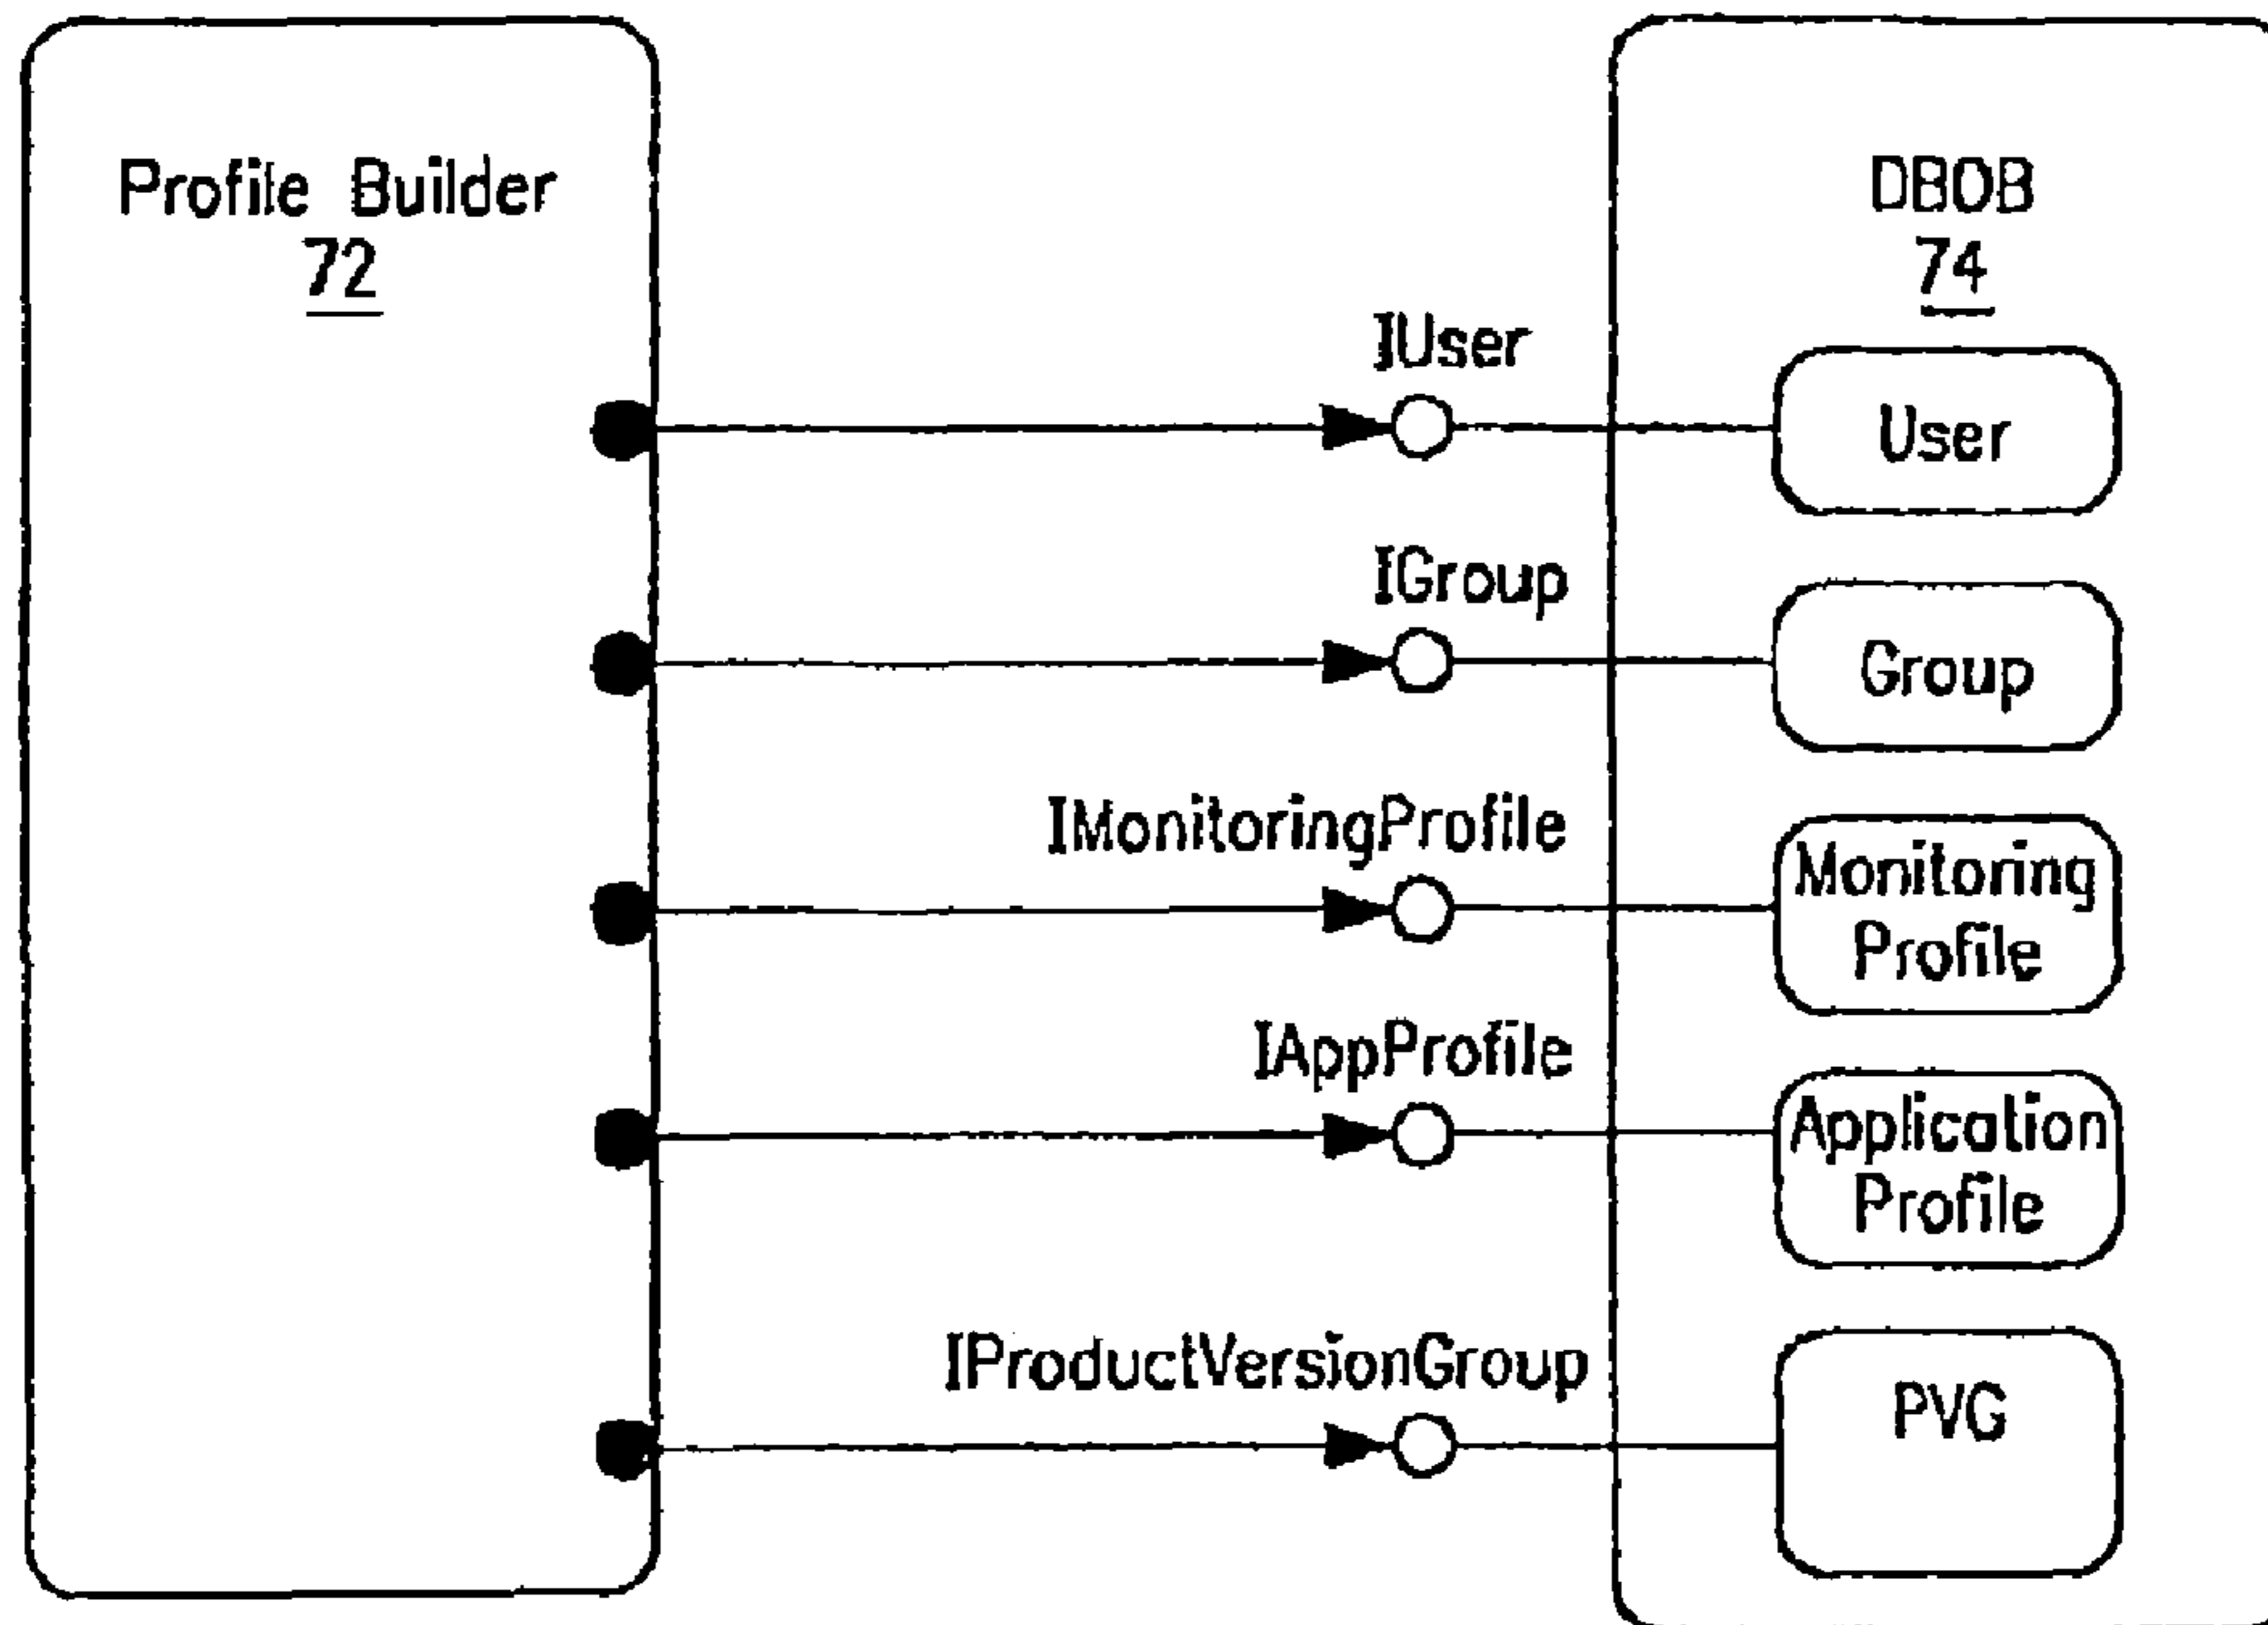 Profile Builder
72
DBOB
74
IUser
User
IGroup
Group
IMonitoringProfile
Monitoring
Profile
IAppProfile
Application
Profile
IProductVersionGroup
PVG